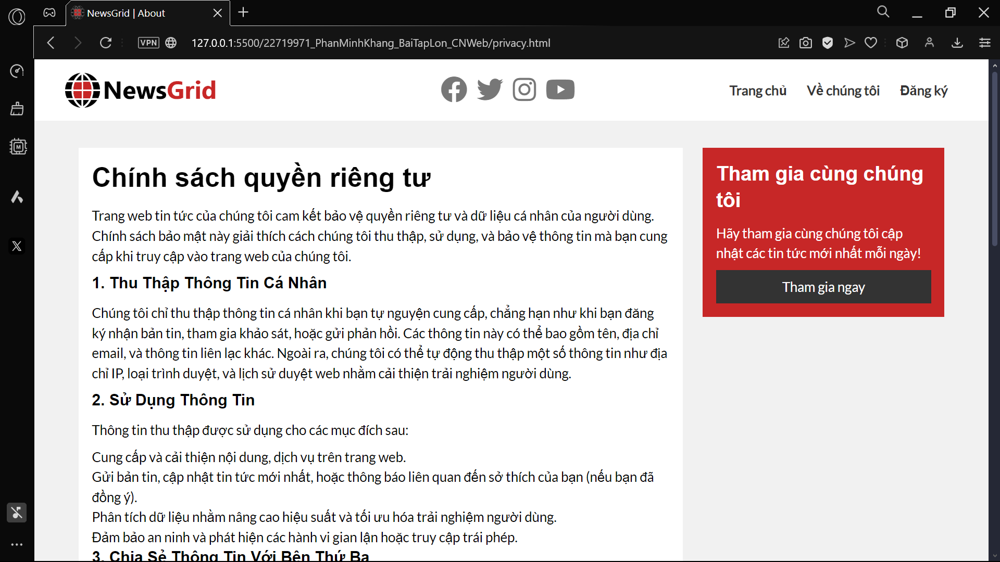 NewsGrid | About
VPN
127.0.0.1:5500/22719971_PhanMinhKhang_BaiTapLon_CNWeb/privacy.html
M
NewsGrid
Trang chủ
Về chúng tôi
Đăng ký
Chính sách quyền riêng tư
Trang web tin tức của chúng tôi cam kết bảo vệ quyền riêng tư và dữ liệu cá nhân của người dùng.
Chính sách bảo mật này giải thích cách chúng tôi thu thập, sử dụng, và bảo vệ thông tin mà bạn cung
cấp khi truy cập vào trang web của chúng tôi.
1. Thu Thập Thông Tin Cá Nhân
Chúng tôi chỉ thu thập thông tin cá nhân khi bạn tự nguyện cung cấp, chẳng hạn như khi bạn đăng
ký nhận bản tin, tham gia khảo sát, hoặc gửi phản hồi. Các thông tin này có thể bao gồm tên, địa chỉ
email, và thông tin liên lạc khác. Ngoài ra, chúng tôi có thể tự động thu thập một số thông tin như địa
chỉ IP, loại trình duyệt, và lịch sử duyệt web nhằm cải thiện trải nghiệm người dùng.
2. Sử Dụng Thông Tin
Thông tin thu thập được sử dụng cho các mục đích sau:
Cung cấp và cải thiện nội dung, dịch vụ trên trang web.
Gửi bản tin, cập nhật tin tức mới nhất, hoặc thông báo liên quan đến sở thích của bạn (nếu bạn đã
đồng ý).
Phân tích dữ liệu nhằm nâng cao hiệu suất và tối ưu hóa trải nghiệm người dùng.
Đảm bảo an ninh và phát hiện các hành vi gian lận hoặc truy cập trái phép.
3. Chia Sẻ Thông Tin Với Bên Thứ Ba
Tham gia cùng chúng
tôi
Hãy tham gia cùng chúng tôi cập
nhật các tin tức mới nhất mỗi ngày!
Tham gia ngay